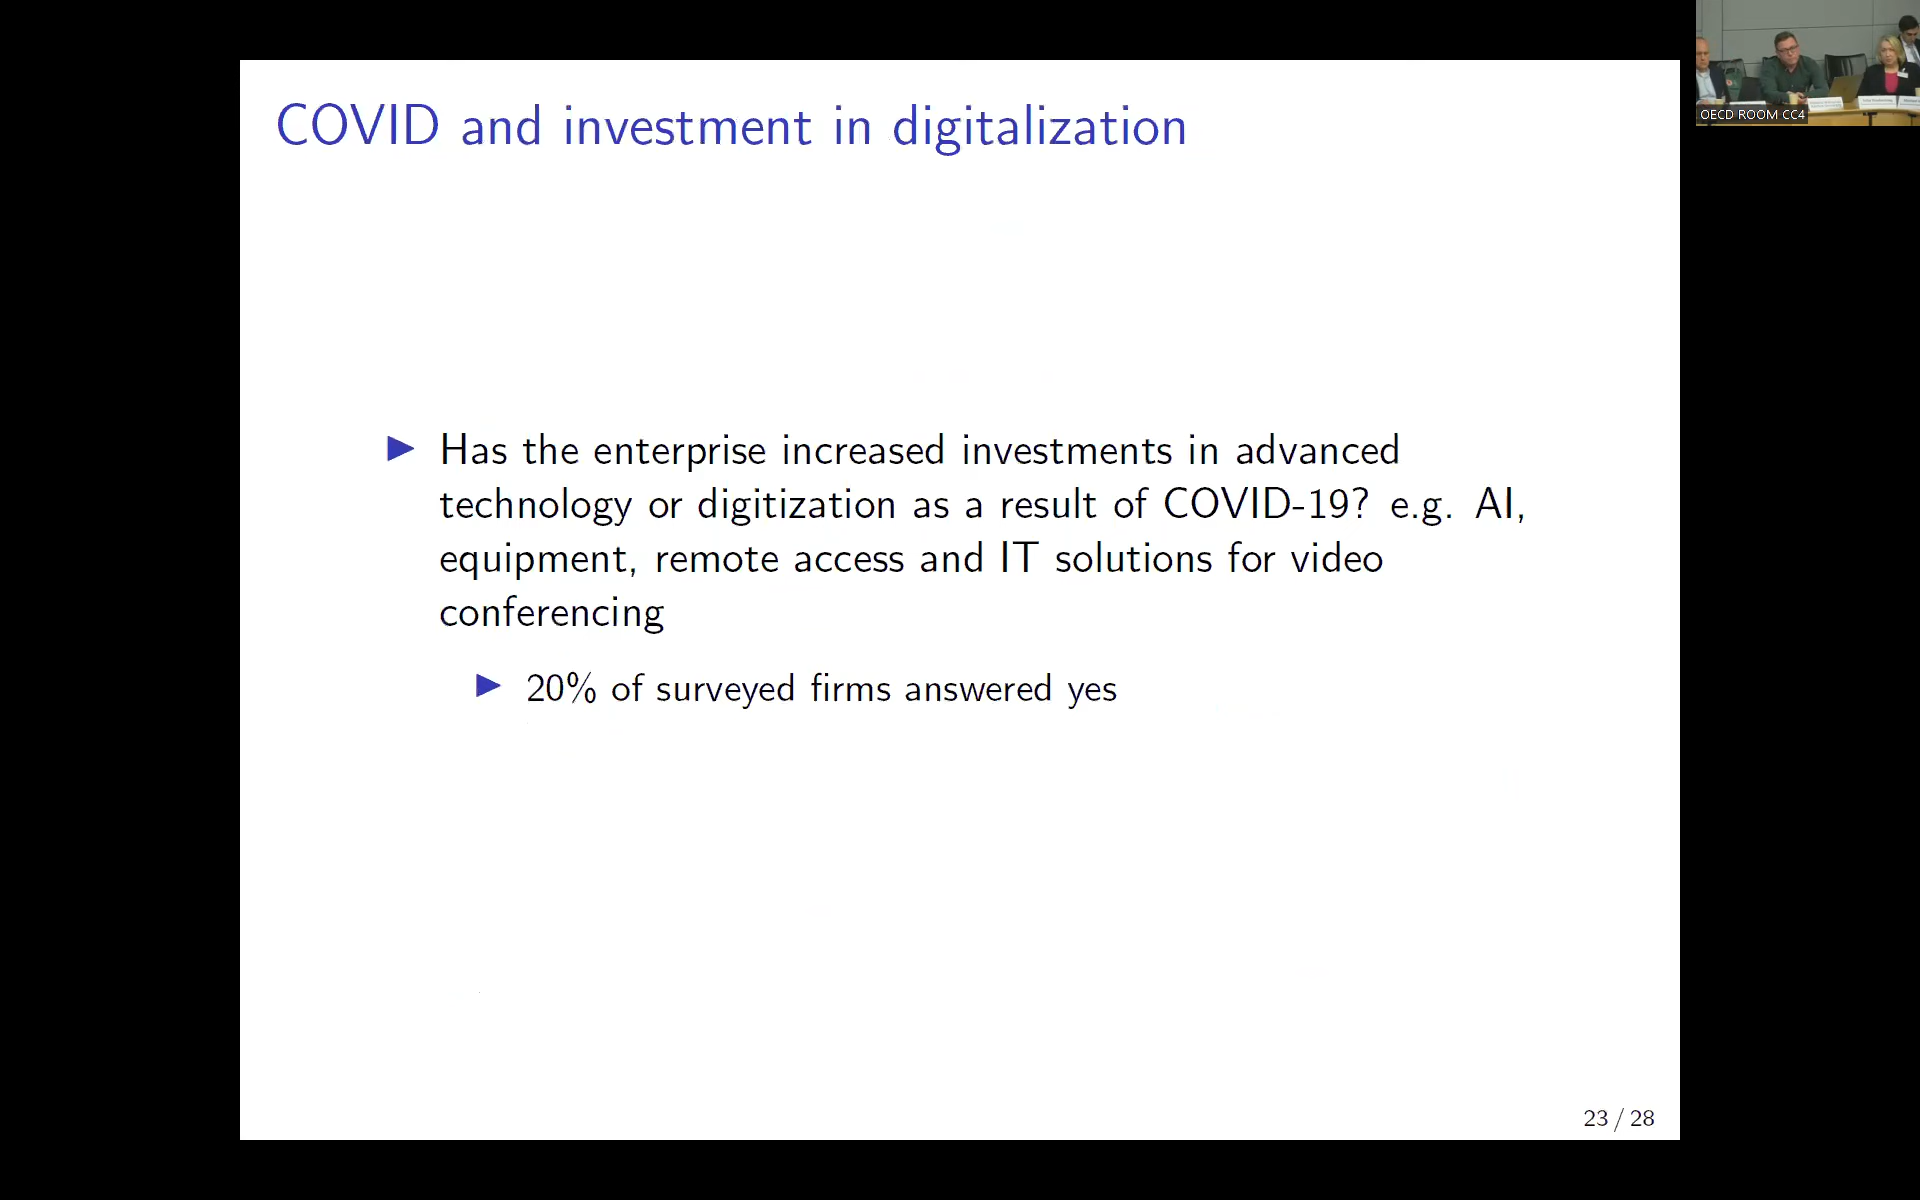 COVID and investment in digitalization
OECD ROOM CC4
Has the enterprise increased investments in advanced
technology or digitization as a result of COVID-19? e.g. AI,
equipment, remote access and IT solutions for video
conferencing
20% of surveyed firms answered yes
23 / 28